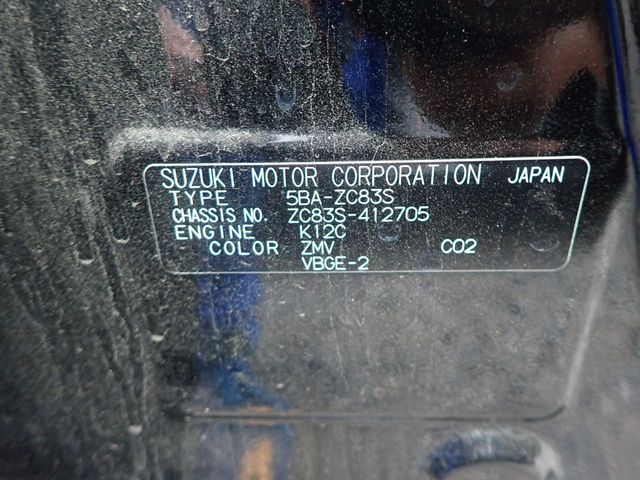 SUZUKI MOTOR CORPORATION JAPAN
TYPE 5BA-ZC83S
CHASSIS NO. ZC83S-412705
ENGINE K12C
COLOR ZMV C02
VBGE-2